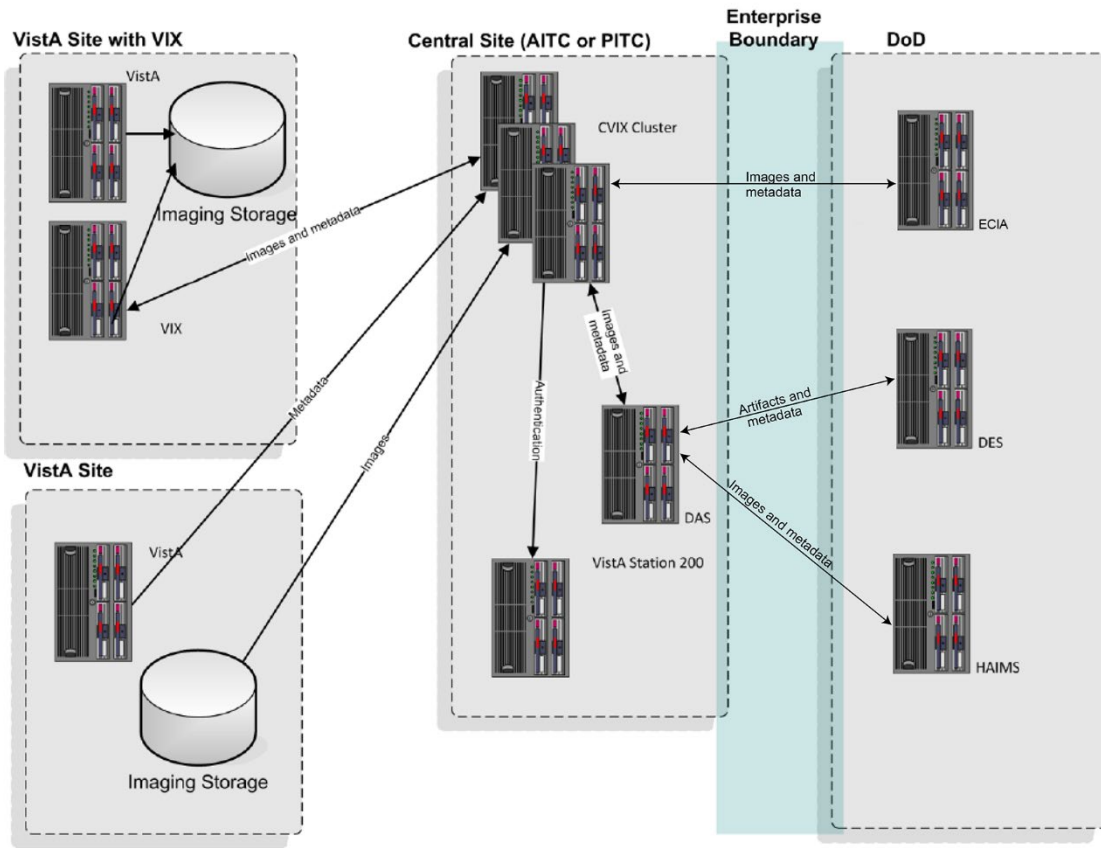 VistA Site with VIX
VistA
Imaging Storage
VIX
Images and metadata
VistA Site
VistA
Imaging Storage
Metadata
Images
Central Site (AITC or PITC)
CVIX Cluster
Authentication
Images and
metadata
DAS
VistA Station 200
Enterprise
Boundary
Images and
metadata
Artifacts and
metadata
Images and metadata
DoD
ECIA
DES
HAIMS